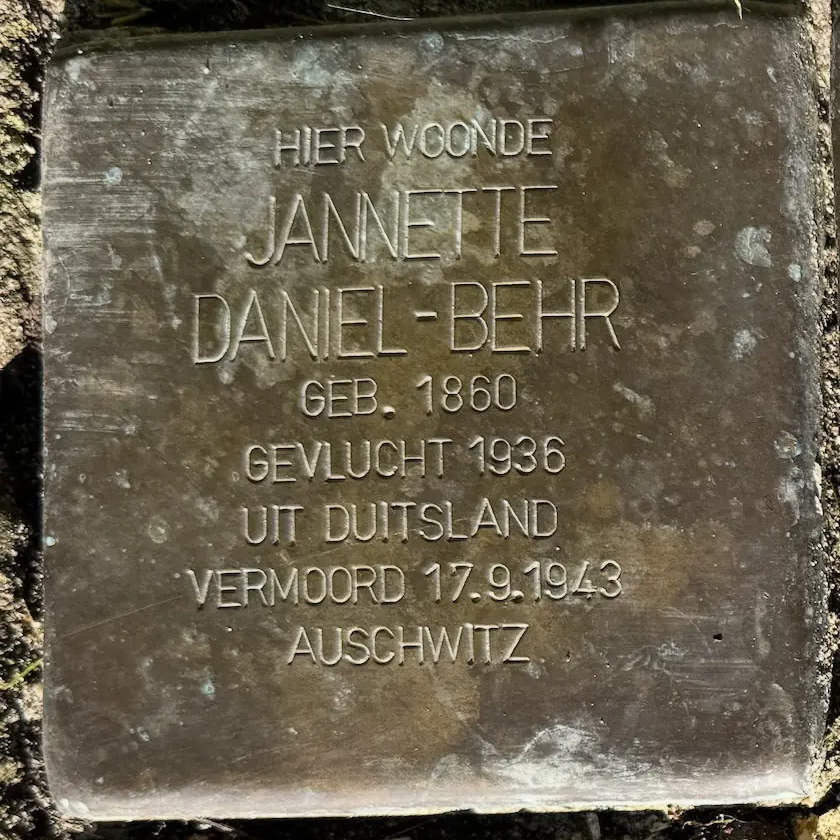 HIER WOONDE
JANNETTE
DANIEL-BEHR
GEB. 1860
GEVLUCHT 1936
UIT DUITSLAND
VERMOORD 17.9.1943
AUSCHWITZ